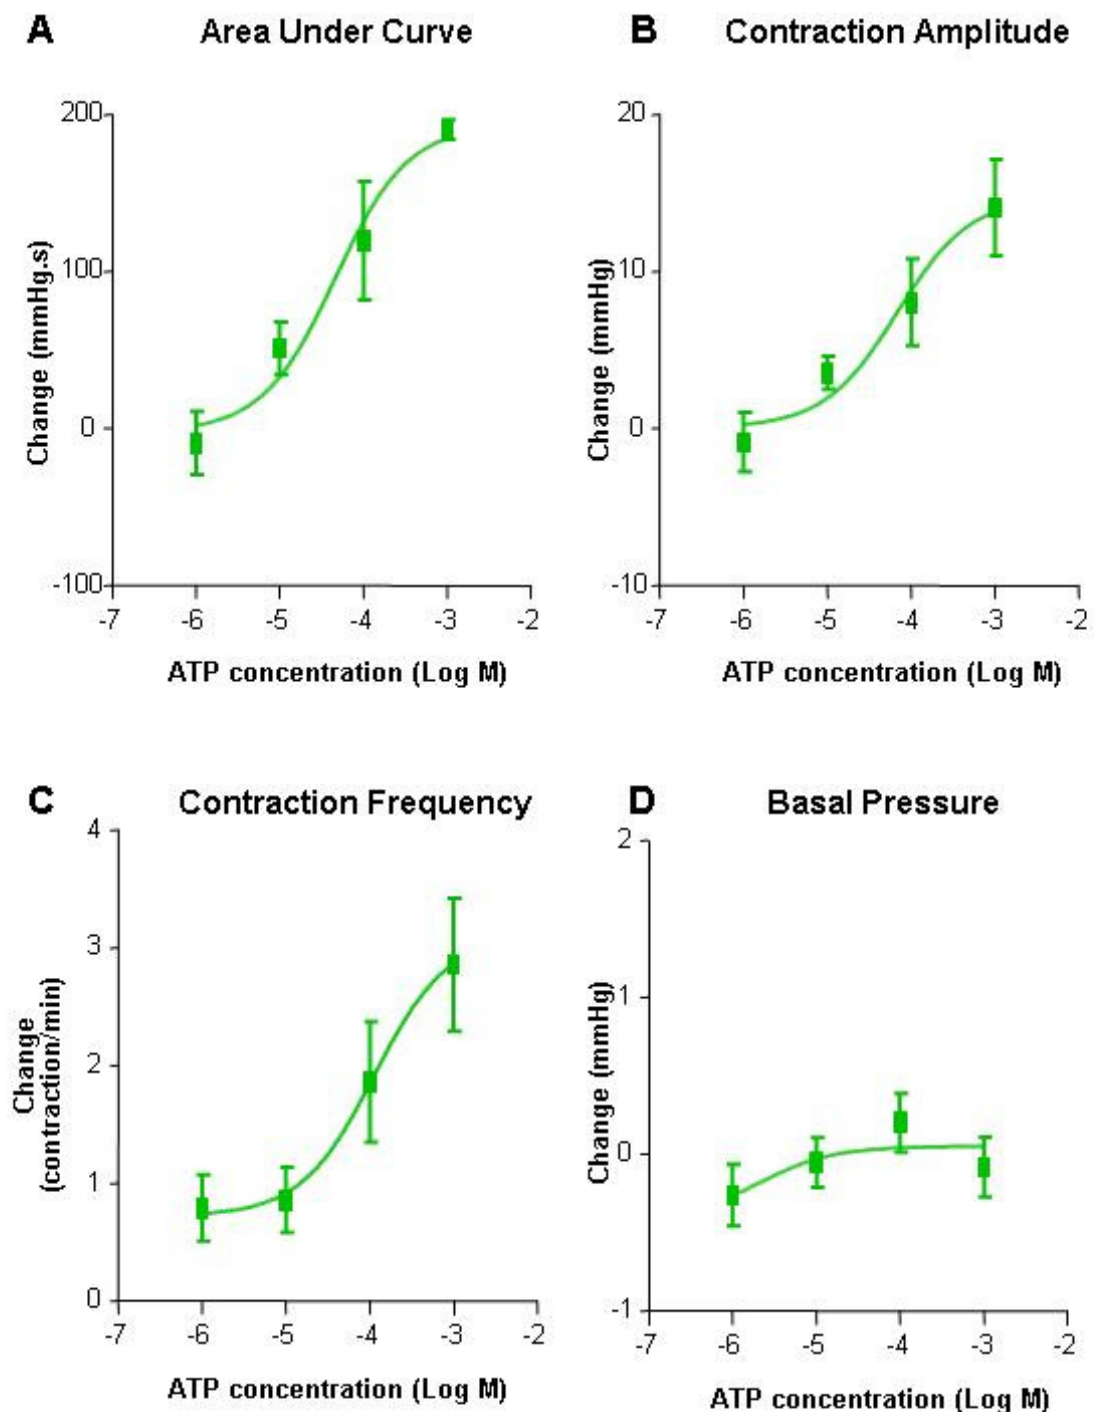 A Area Under Curve
200
100
0
-100
Change (mmHg.s)
-7 -6 -5 -4 -3 -2
ATP concentration (Log M)
B Contraction Amplitude
20
10
0
-10
Change (mmHg)
-7 -6 -5 -4 -3 -2
ATP concentration (Log M)
C Contraction Frequency
4
3
2
1
0
Change
(contraction/min)
-7 -6 -5 -4 -3 -2
ATP concentration (Log M)
D Basal Pressure
2
1
0
-1
Change (mmHg)
-7 -6 -5 -4 -3 -2
ATP concentration (Log M)